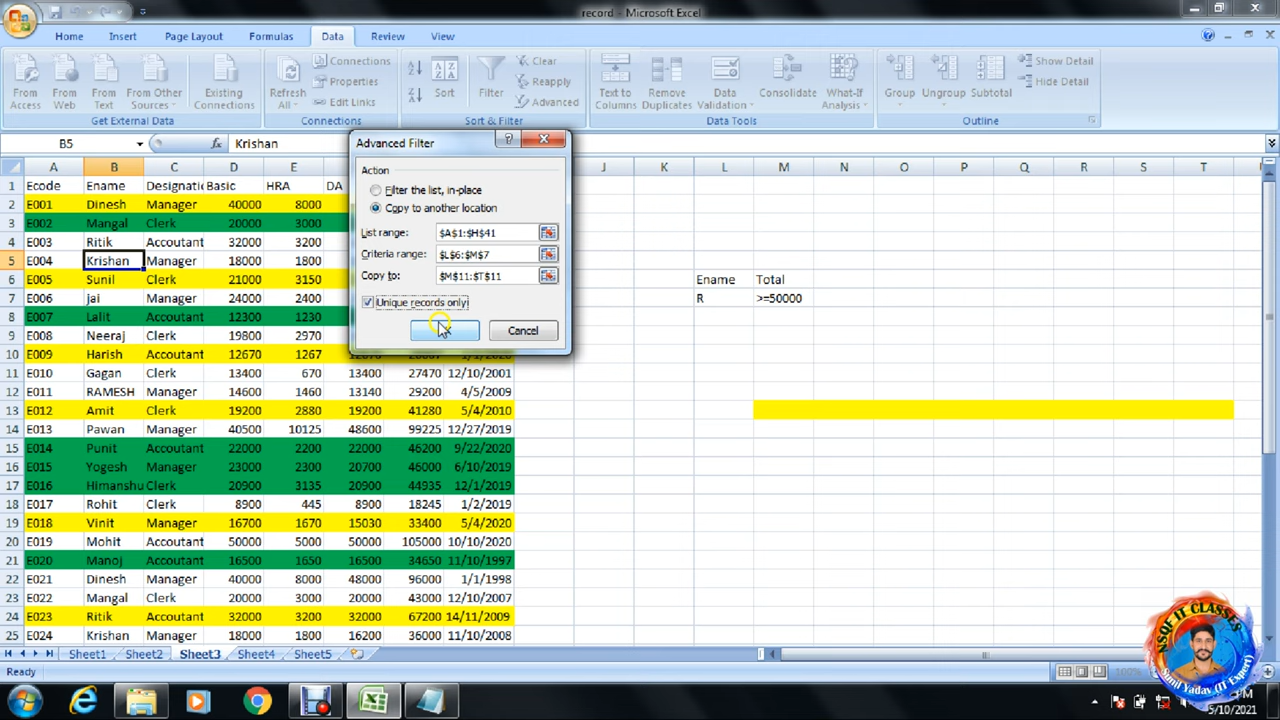 record - Microsoft Excel
Home Insert Page Layout Formulas Data Review View
From Access
From Web
From Text
From Other Sources
Existing Connections
Get External Data
Refresh All
Connections
Properties
Edit Links
Connections
Sort
Filter
Clear
Reapply
Advanced
Sort & Filter
Text to Columns
Remove Duplicates
Data Validation
Consolidate
What-If Analysis
Data Tools
Group
Ungroup
Subtotal
Show Detail
Hide Detail
Outline
B5 fx Krishan
Advanced Filter
Action
Filter the list, in-place
Copy to another location
List range: $A$1:$H$41
Criteria range: $L$6:$M$7
Copy to: $M$11:$T$11
Unique records only
Cancel
A B C D E J K L M N O P Q R S T
1 Ecode Ename Designatic Basic HRA DA
2 E001 Dinesh Manager 40000 8000
3 E002 Mangal Clerk 20000 3000
4 E003 Ritik Accoutant 32000 3200
5 E004 Krishan Manager 18000 1800
6 E005 Sunil Clerk 21000 3150 Ename Total
7 E006 jai Manager 24000 2400 R >=50000
8 E007 Lalit Accoutant 12300 1230
9 E008 Neeraj Clerk 19800 2970
10 E009 Harish Accoutant 12670 1267
11 E010 Gagan Clerk 13400 670 13400 27470 12/10/2001
12 E011 RAMESH Manager 14600 1460 13140 29200 4/5/2009
13 E012 Amit Clerk 19200 2880 19200 41280 5/4/2010
14 E013 Pawan Manager 40500 10125 48600 99225 12/27/2019
15 E014 Punit Accoutant 22000 2200 22000 46200 9/22/2020
16 E015 Yogesh Manager 23000 2300 20700 46000 6/10/2019
17 E016 Himanshu Clerk 20900 3135 20900 44935 12/1/2019
18 E017 Rohit Clerk 8900 445 8900 18245 1/2/2019
19 E018 Vinit Manager 16700 1670 15030 33400 5/4/2020
20 E019 Mohit Accoutant 50000 5000 50000 105000 10/10/2020
21 E020 Manoj Accoutant 16500 1650 16500 34650 11/10/1997
22 E021 Dinesh Manager 40000 8000 48000 96000 1/1/1998
23 E022 Mangal Clerk 20000 3000 20000 43000 12/10/2007
24 E023 Ritik Accoutant 32000 3200 32000 67200 14/11/2009
25 E024 Krishan Manager 18000 1800 16200 36000 11/10/2008
Sheet1 Sheet2 Sheet3 Sheet4 Sheet5
Ready
NSQF IT CLASSES
Sunil Yadav (IT Expert)
PM
5/10/2021